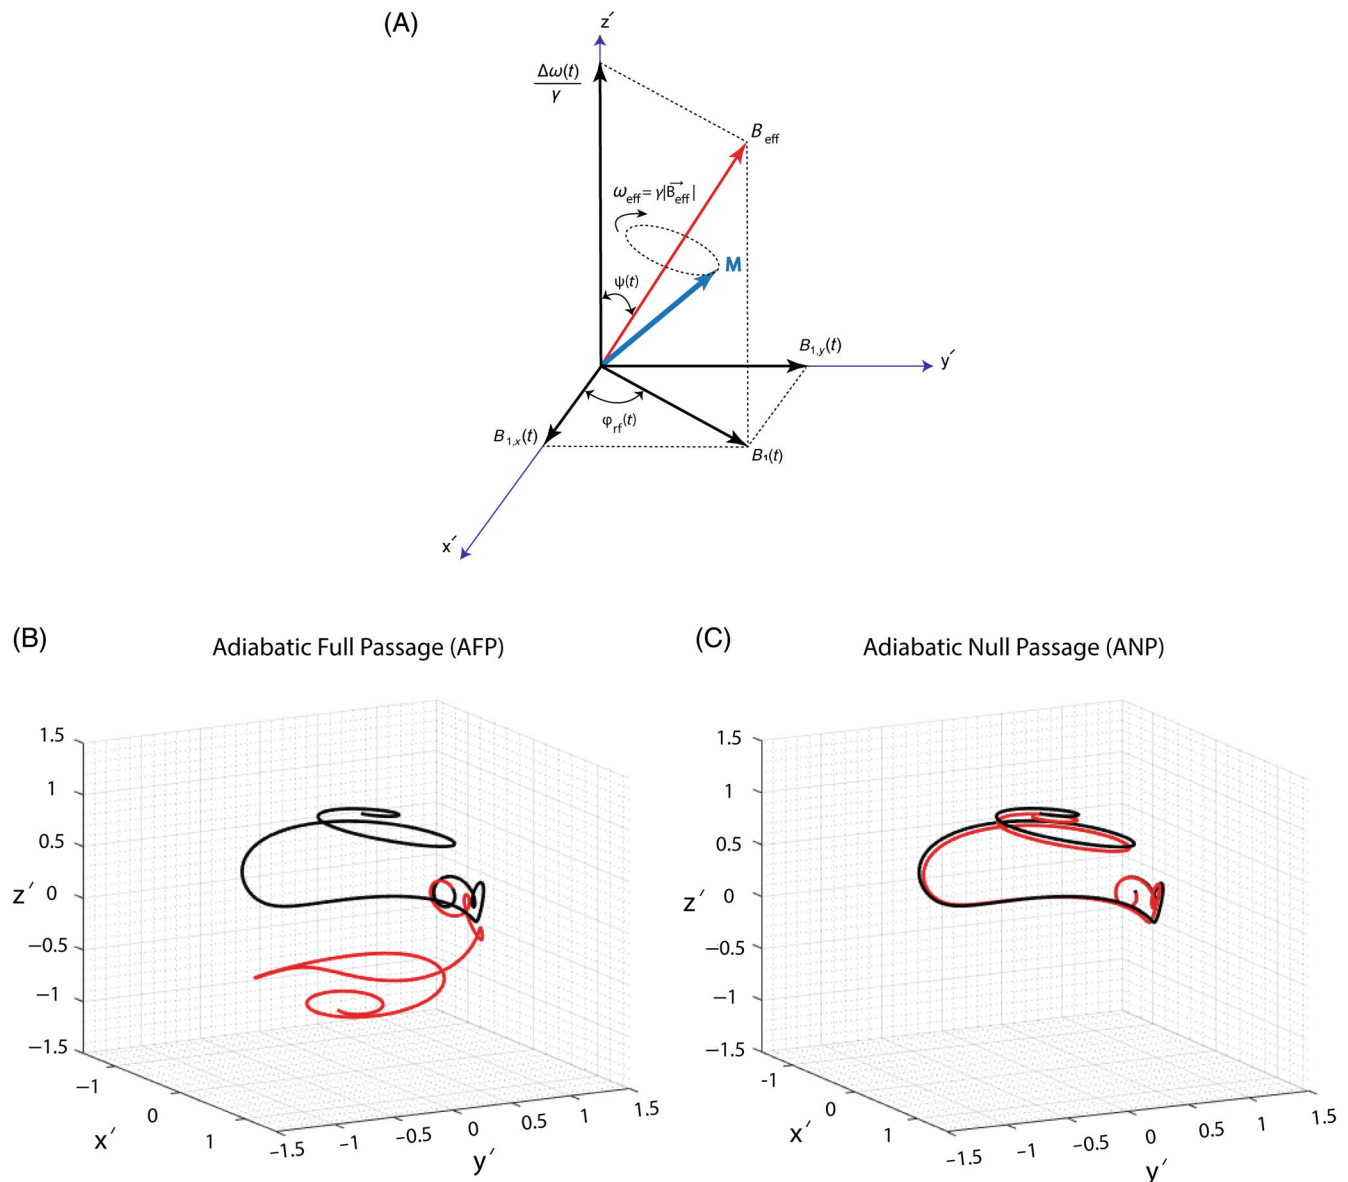 (A)
z′
Δω(t)
γ
B eff
ω eff = γ|B eff|
M
ψ(t)
B 1,y (t)
y′
B 1,x (t)
φ rf (t)
B₁(t)
x′
(B)
Adiabatic Full Passage (AFP)
(C)
Adiabatic Null Passage (ANP)
1.5
1
0.5
z′ 0
−0.5
−1
−1.5
−1
0
1
x′
−1.5
−1
−0.5
0
0.5
1
1.5
y′
1.5
1
0.5
z′ 0
−0.5
−1
−1.5
-1
0
1
x′
−1.5
−1
−0.5
0
0.5
1
1.5
y′